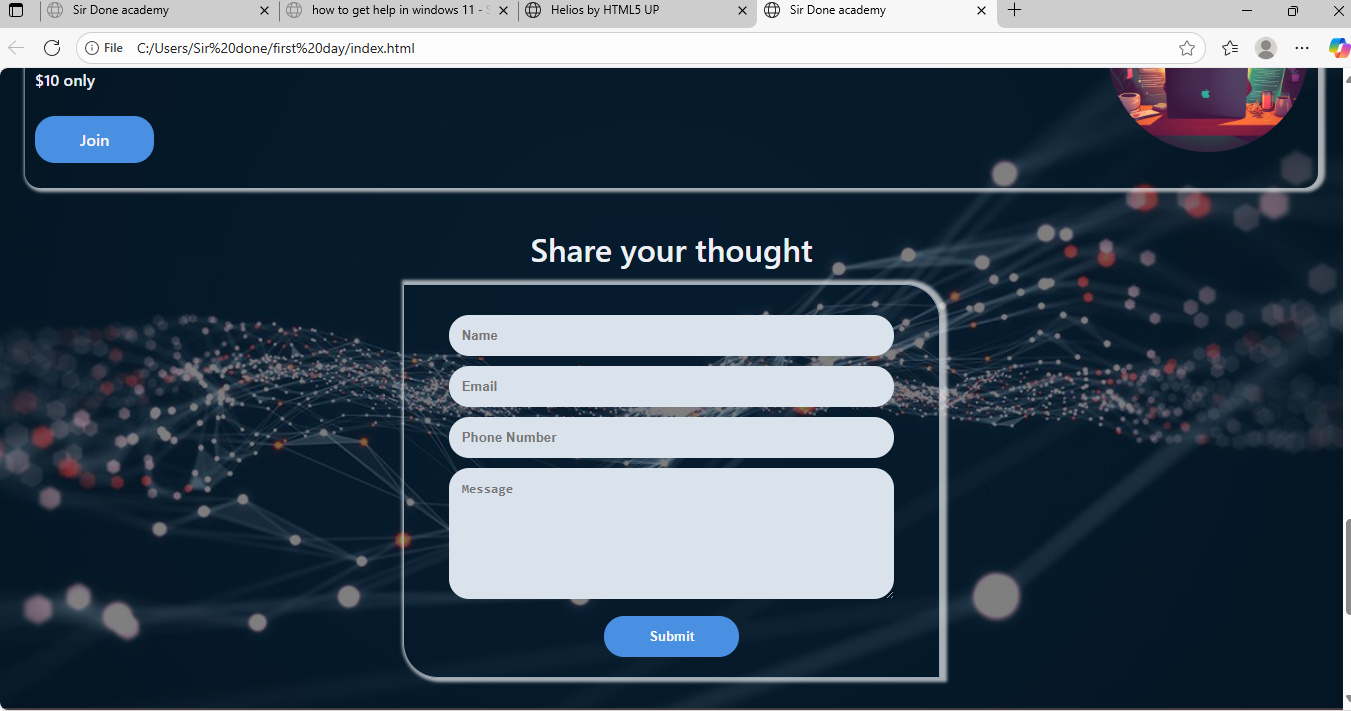 Sir Done academy
how to get help in windows 11 -
Helios by HTML5 UP
Sir Done academy
File C:/Users/Sir%20done/first%20day/index.html
$10 only
Join
Share your thought
Name
Email
Phone Number
Message
Submit